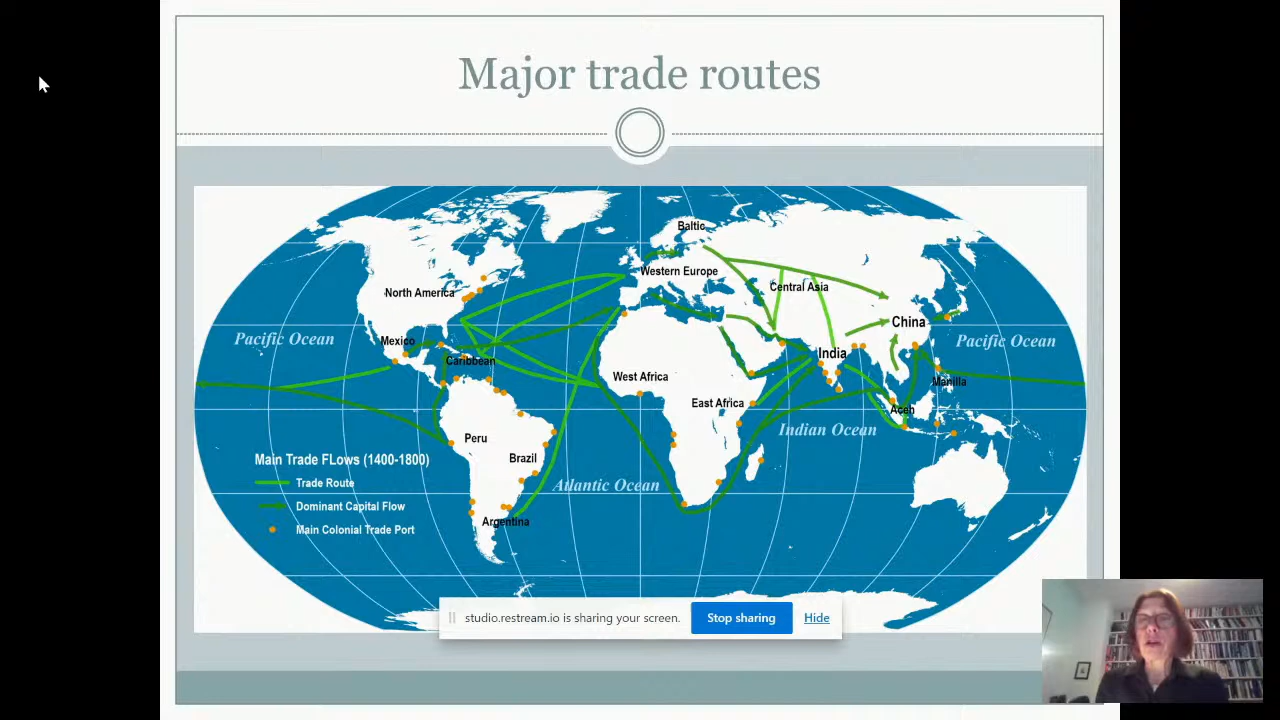 Major trade routes
Baltic
Western Europe
Central Asia
North America
China
Pacific Ocean
Mexico
Pacific Ocean
India
Caribbean
West Africa
Manilla
East Africa
Aceh
Indian Ocean
Peru
Brazil
Main Trade FLows (1400-1800)
Trade Route
Atlantic Ocean
Dominant Capital Flow
Argentina
Main Colonial Trade Port
studio.restream.io is sharing your screen. Stop sharing Hide